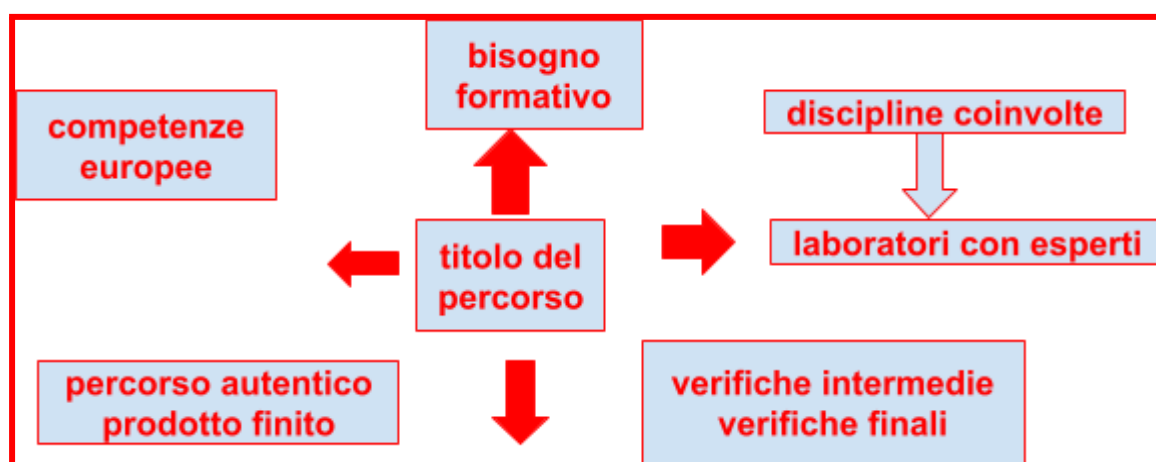 bisogno
formativo
competenze
europee
discipline coinvolte
titolo del
percorso
laboratori con esperti
percorso autentico
prodotto finito
verifiche intermedie
verifiche finali